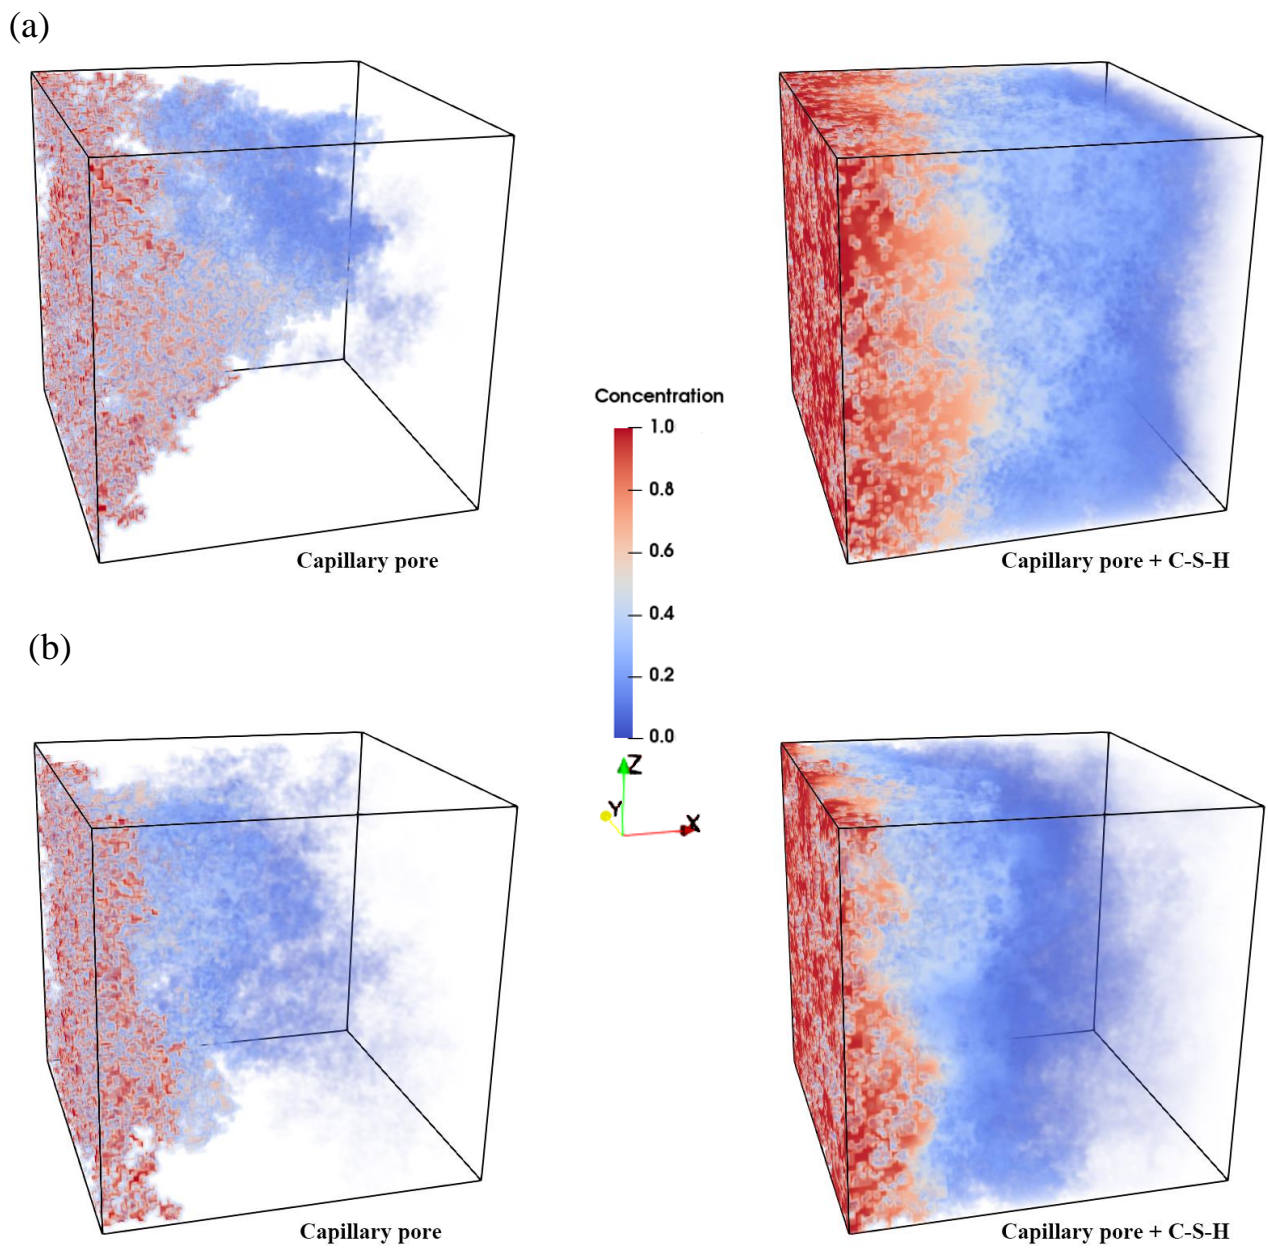 (a)
Concentration
1.0
0.8
0.6
0.4
0.2
0.0
Capillary pore
Capillary pore + C-S-H
(b)
Z
Y
X
Capillary pore
Capillary pore + C-S-H